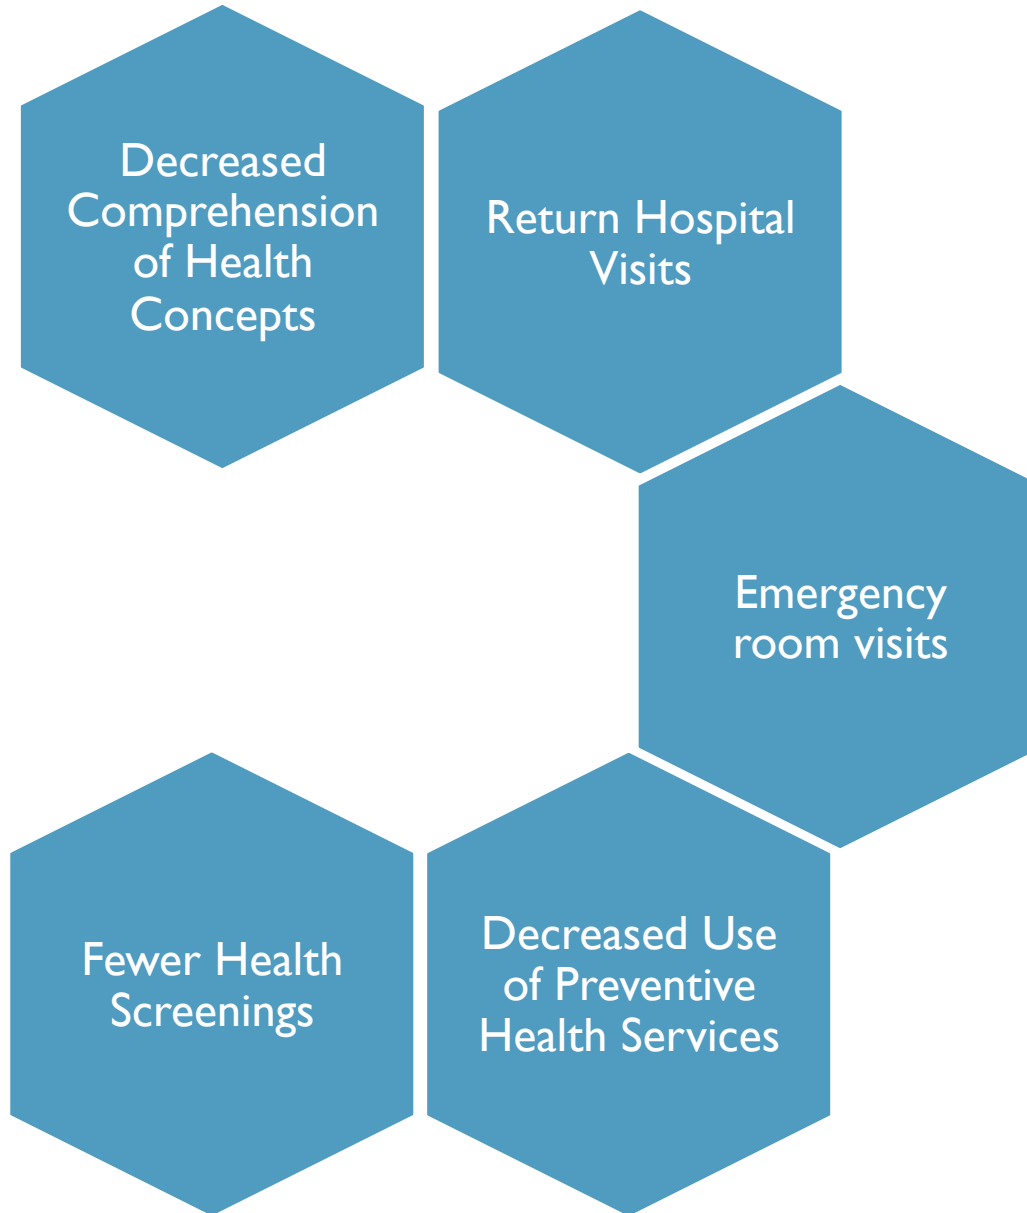 Decreased
Comprehension
of Health
Concepts
Return Hospital
Visits
Emergency
room visits
Fewer Health
Screenings
Decreased Use
of Preventive
Health Services